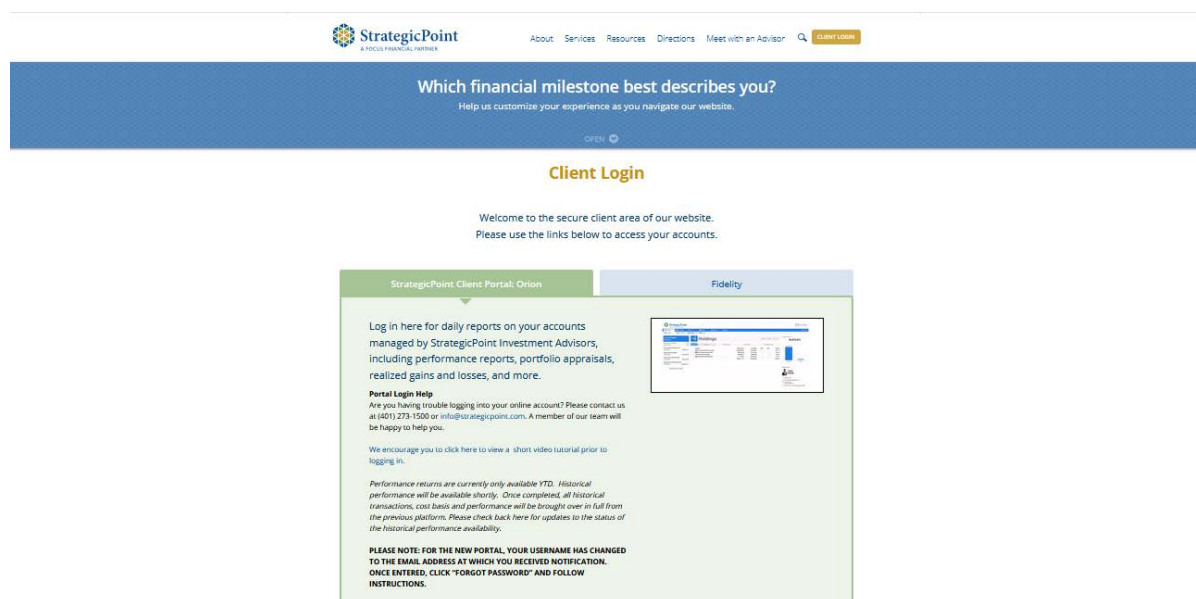 StrategicPoint
A FOCUS FINANCIAL PARTNER
About Services Resources Directions Meet with an Advisor CLIENT LOGIN
Which financial milestone best describes you?
Help us customize your experience as you navigate our website.
OPEN
Client Login
Welcome to the secure client area of our website.
Please use the links below to access your accounts.
StrategicPoint Client Portal: Orion
Fidelity
Log in here for daily reports on your accounts
managed by StrategicPoint Investment Advisors,
including performance reports, portfolio appraisals,
realized gains and losses, and more.
Portal Login Help
Are you having trouble logging into your online account? Please contact us
at (401) 273-1500 or info@strategicpoint.com. A member of our team will
be happy to help you.
We encourage you to click here to view a short video tutorial prior to
logging in.
Performance returns are currently only available YTD. Historical
performance will be available shortly. Once completed, all historical
transactions, cost basis and performance will be brought over in full from
the previous platform. Please check back here for updates to the status of
the historical performance availability.
PLEASE NOTE: FOR THE NEW PORTAL, YOUR USERNAME HAS CHANGED
TO THE EMAIL ADDRESS AT WHICH YOU RECEIVED NOTIFICATION.
ONCE ENTERED, CLICK "FORGOT PASSWORD" AND FOLLOW
INSTRUCTIONS.
Holdings